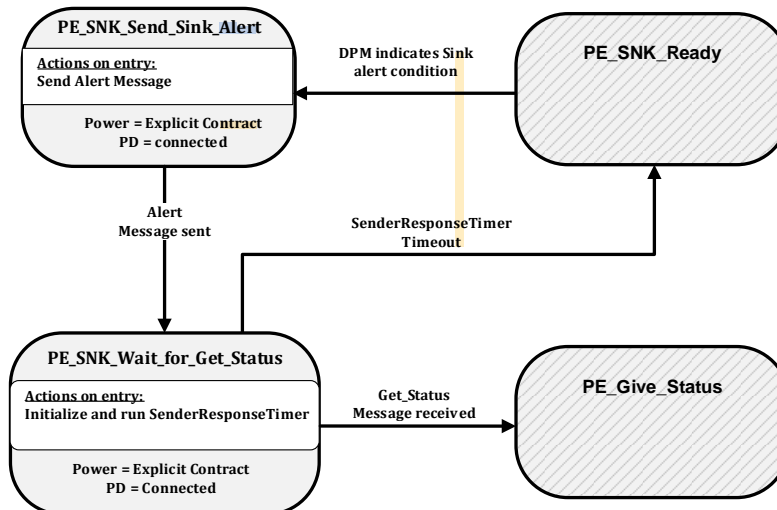 PE_SNK_Send_Sink_Alert
Actions on entry:
Send Alert Message
Power = Explicit Contract
PD = connected
DPM indicates Sink
alert condition
PE_SNK_Ready
Alert
Message sent
SenderResponseTimer
Timeout
PE_SNK_Wait_for_Get_Status
Actions on entry:
Initialize and run SenderResponseTimer
Power = Explicit Contract
PD = Connected
Get_Status
Message received
PE_Give_Status